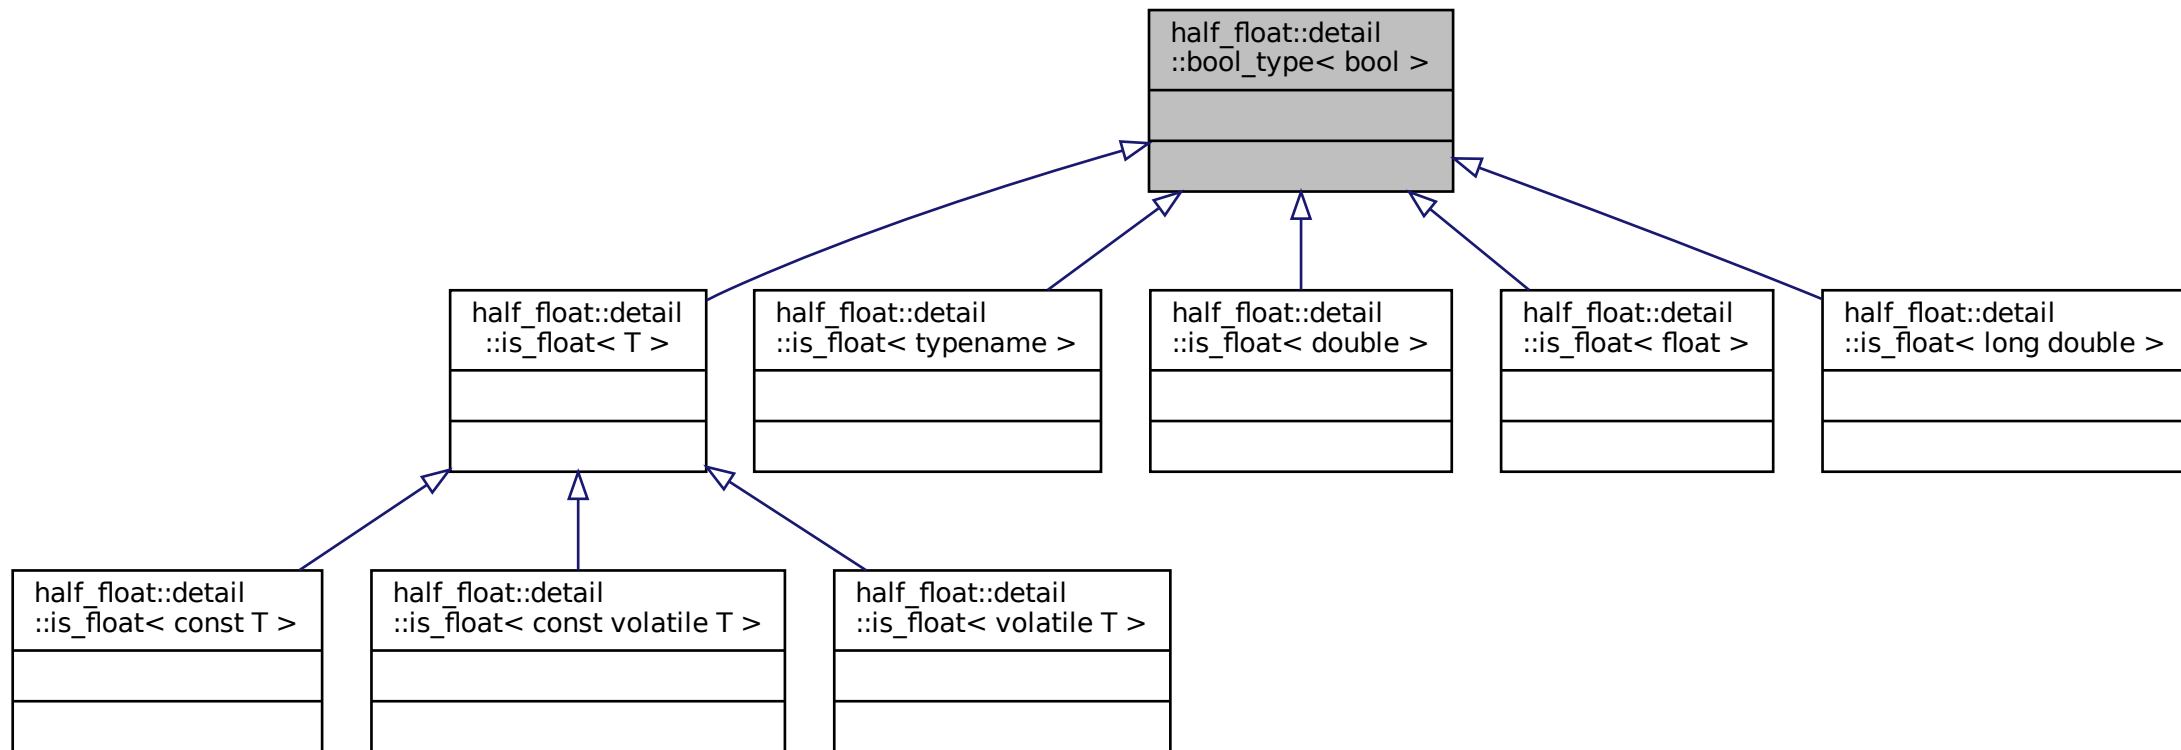 half_float::detail
::bool_type< bool >
half_float::detail
::is_float< T >
half_float::detail
::is_float< typename >
half_float::detail
::is_float< double >
half_float::detail
::is_float< float >
half_float::detail
::is_float< long double >
half_float::detail
::is_float< const T >
half_float::detail
::is_float< const volatile T >
half_float::detail
::is_float< volatile T >